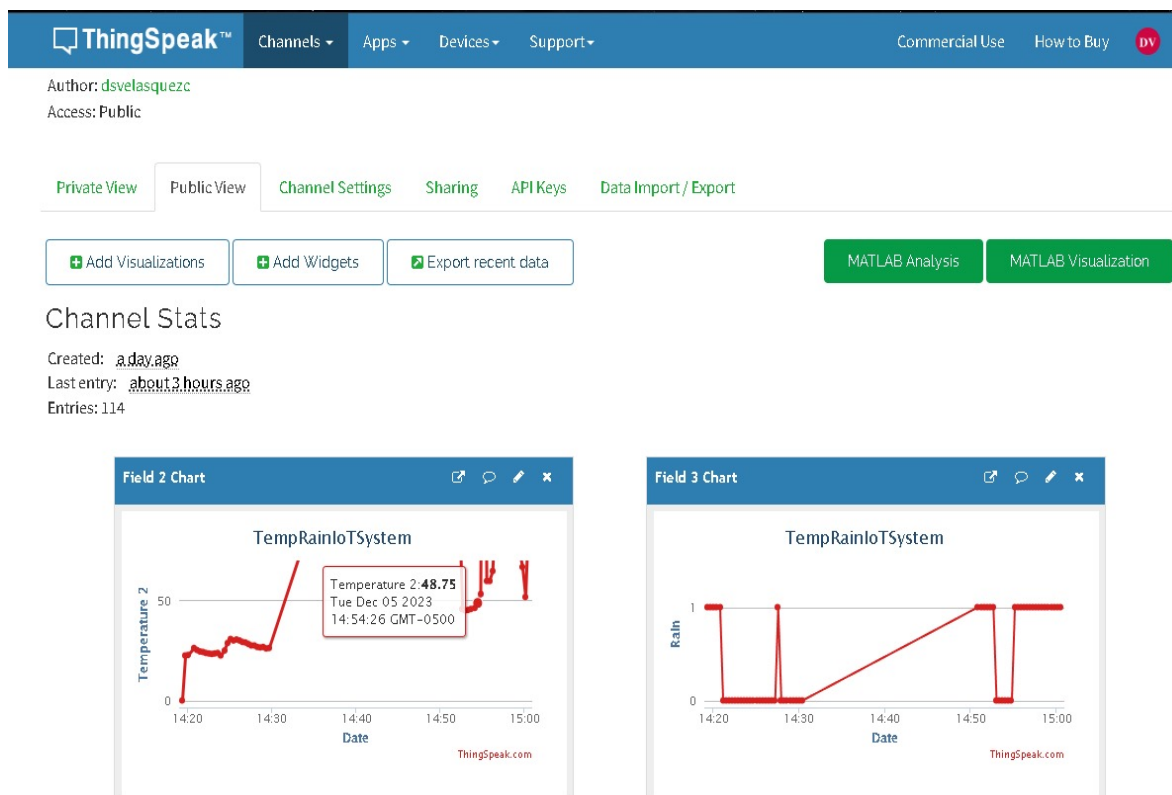 ThingSpeak™ Channels Apps Devices Support Commercial Use How to Buy DV
Author: dsvelasquezc
Access: Public
Private View Public View Channel Settings Sharing API Keys Data Import / Export
Add Visualizations Add Widgets Export recent data MATLAB Analysis MATLAB Visualization
Channel Stats
Created: a day ago
Last entry: about 3 hours ago
Entries: 114
Field 2 Chart
TempRainIoTSystem
Temperature 2:48.75
Tue Dec 05 2023
14:54:26 GMT-0500
Temperature 2
50
0
14:20 14:30 14:40 14:50 15:00
Date
ThingSpeak.com
Field 3 Chart
TempRainIoTSystem
RaIn
1
0
14:20 14:30 14:40 14:50 15:00
Date
ThingSpeak.com